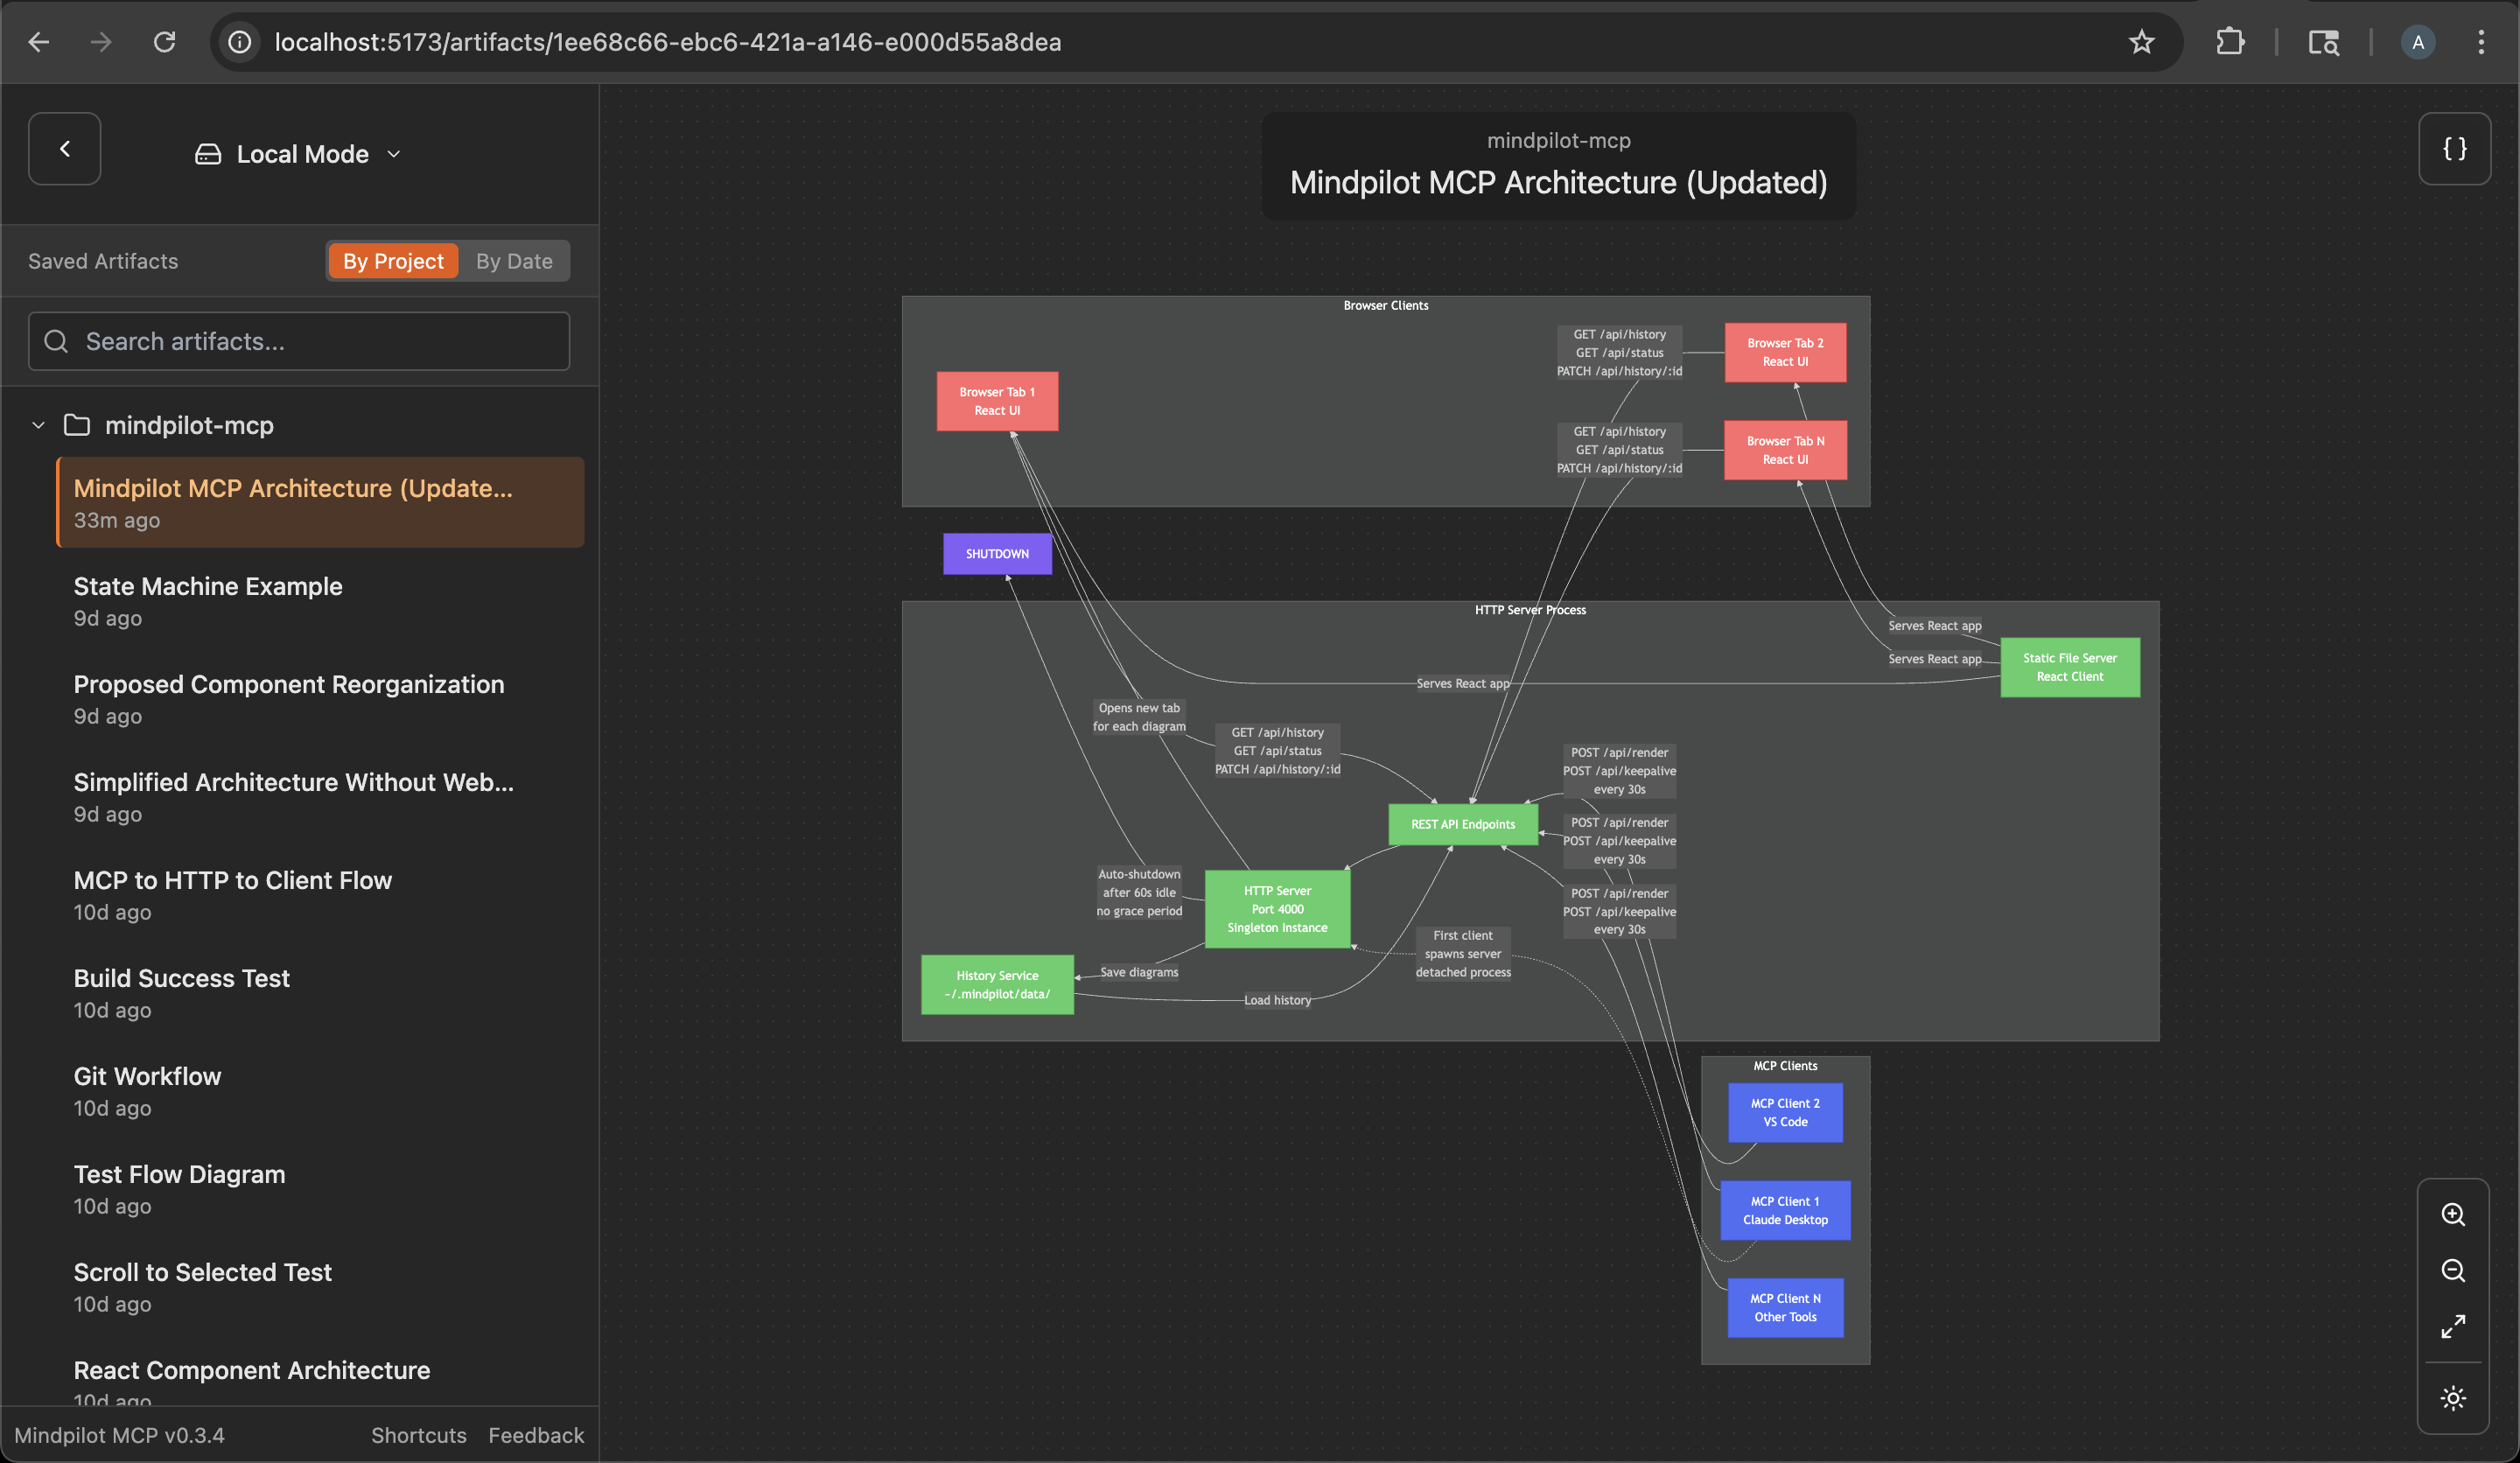 localhost:5173/artifacts/1ee68c66-ebc6-421a-a146-e000d55a8dea
A
Local Mode
Saved Artifacts
By Project
By Date
Search artifacts...
mindpilot-mcp
Mindpilot MCP Architecture (Update...
33m ago
State Machine Example
9d ago
Proposed Component Reorganization
9d ago
Simplified Architecture Without Web...
9d ago
MCP to HTTP to Client Flow
10d ago
Build Success Test
10d ago
Git Workflow
10d ago
Test Flow Diagram
10d ago
Scroll to Selected Test
10d ago
React Component Architecture
10d ago
Mindpilot MCP v0.3.4
Shortcuts
Feedback
mindpilot-mcp
Mindpilot MCP Architecture (Updated)
{ }
Browser Clients
GET /api/history
GET /api/status
PATCH /api/history/:id
Browser Tab 2
React UI
Browser Tab 1
React UI
GET /api/history
GET /api/status
PATCH /api/history/:id
Browser Tab N
React UI
SHUTDOWN
HTTP Server Process
Serves React app
Serves React app
Static File Server
React Client
Serves React app
Opens new tab
for each diagram
GET /api/history
GET /api/status
PATCH /api/history/:id
POST /api/render
POST /api/keepalive
every 30s
REST API Endpoints
POST /api/render
POST /api/keepalive
every 30s
Auto-shutdown
after 60s idle
no grace period
HTTP Server
Port 4000
Singleton Instance
POST /api/render
POST /api/keepalive
every 30s
First client
spawns server
detached process
History Service
~/.mindpilot/data/
Save diagrams
Load history
MCP Clients
MCP Client 2
VS Code
MCP Client 1
Claude Desktop
MCP Client N
Other Tools